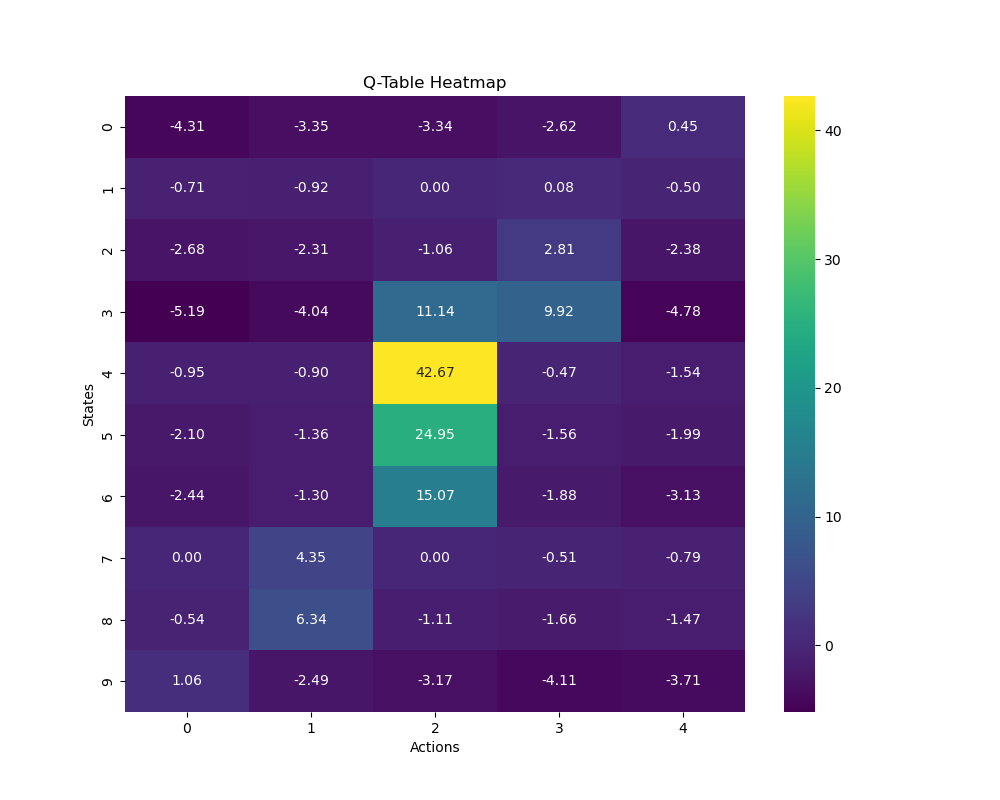 Q-Table Heatmap
0 -4.31 -3.35 -3.34 -2.62 0.45
1 -0.71 -0.92 0.00 0.08 -0.50
2 -2.68 -2.31 -1.06 2.81 -2.38
3 -5.19 -4.04 11.14 9.92 -4.78
4 -0.95 -0.90 42.67 -0.47 -1.54
5 -2.10 -1.36 24.95 -1.56 -1.99
6 -2.44 -1.30 15.07 -1.88 -3.13
7 0.00 4.35 0.00 -0.51 -0.79
8 -0.54 6.34 -1.11 -1.66 -1.47
9 1.06 -2.49 -3.17 -4.11 -3.71
0 1 2 3 4
Actions
States
40
30
20
10
0